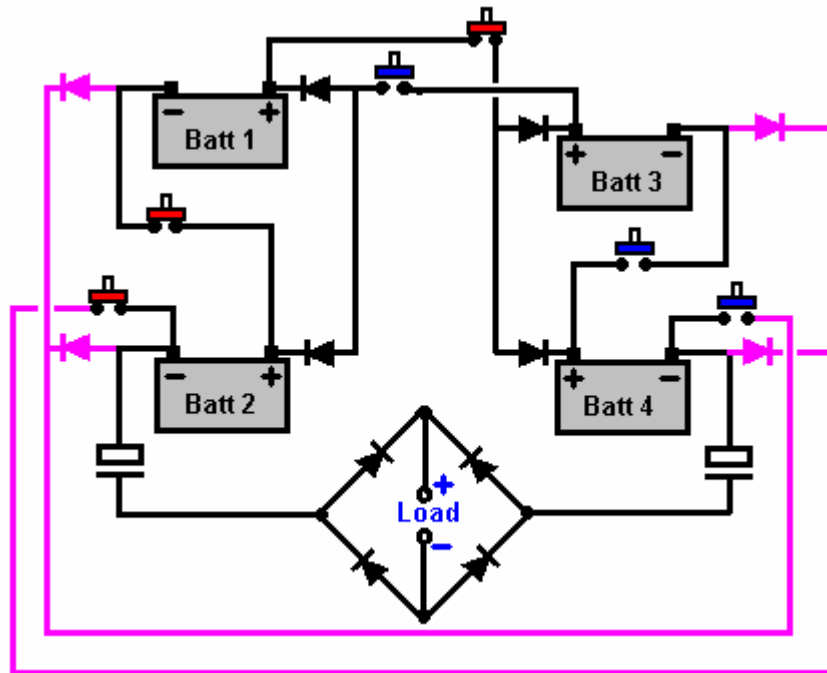 - +
Batt 1
+ -
Batt 3
- +
Batt 2
+ -
Batt 4
+
Load
-